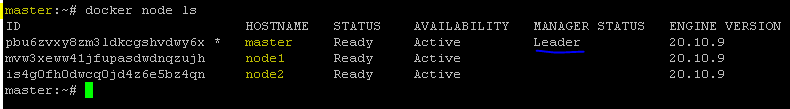 master:~# docker node ls
ID HOSTNAME STATUS AVAILABILITY MANAGER STATUS ENGINE VERSION
pbu6zvxy8zm3ldkcgshvdwy6x * master Ready Active Leader 20.10.9
mvw3xeww41jfupasdwdnqzujh node1 Ready Active 20.10.9
is4g0fh0dwcq0jd4z6e5bz4qn node2 Ready Active 20.10.9
master:~#